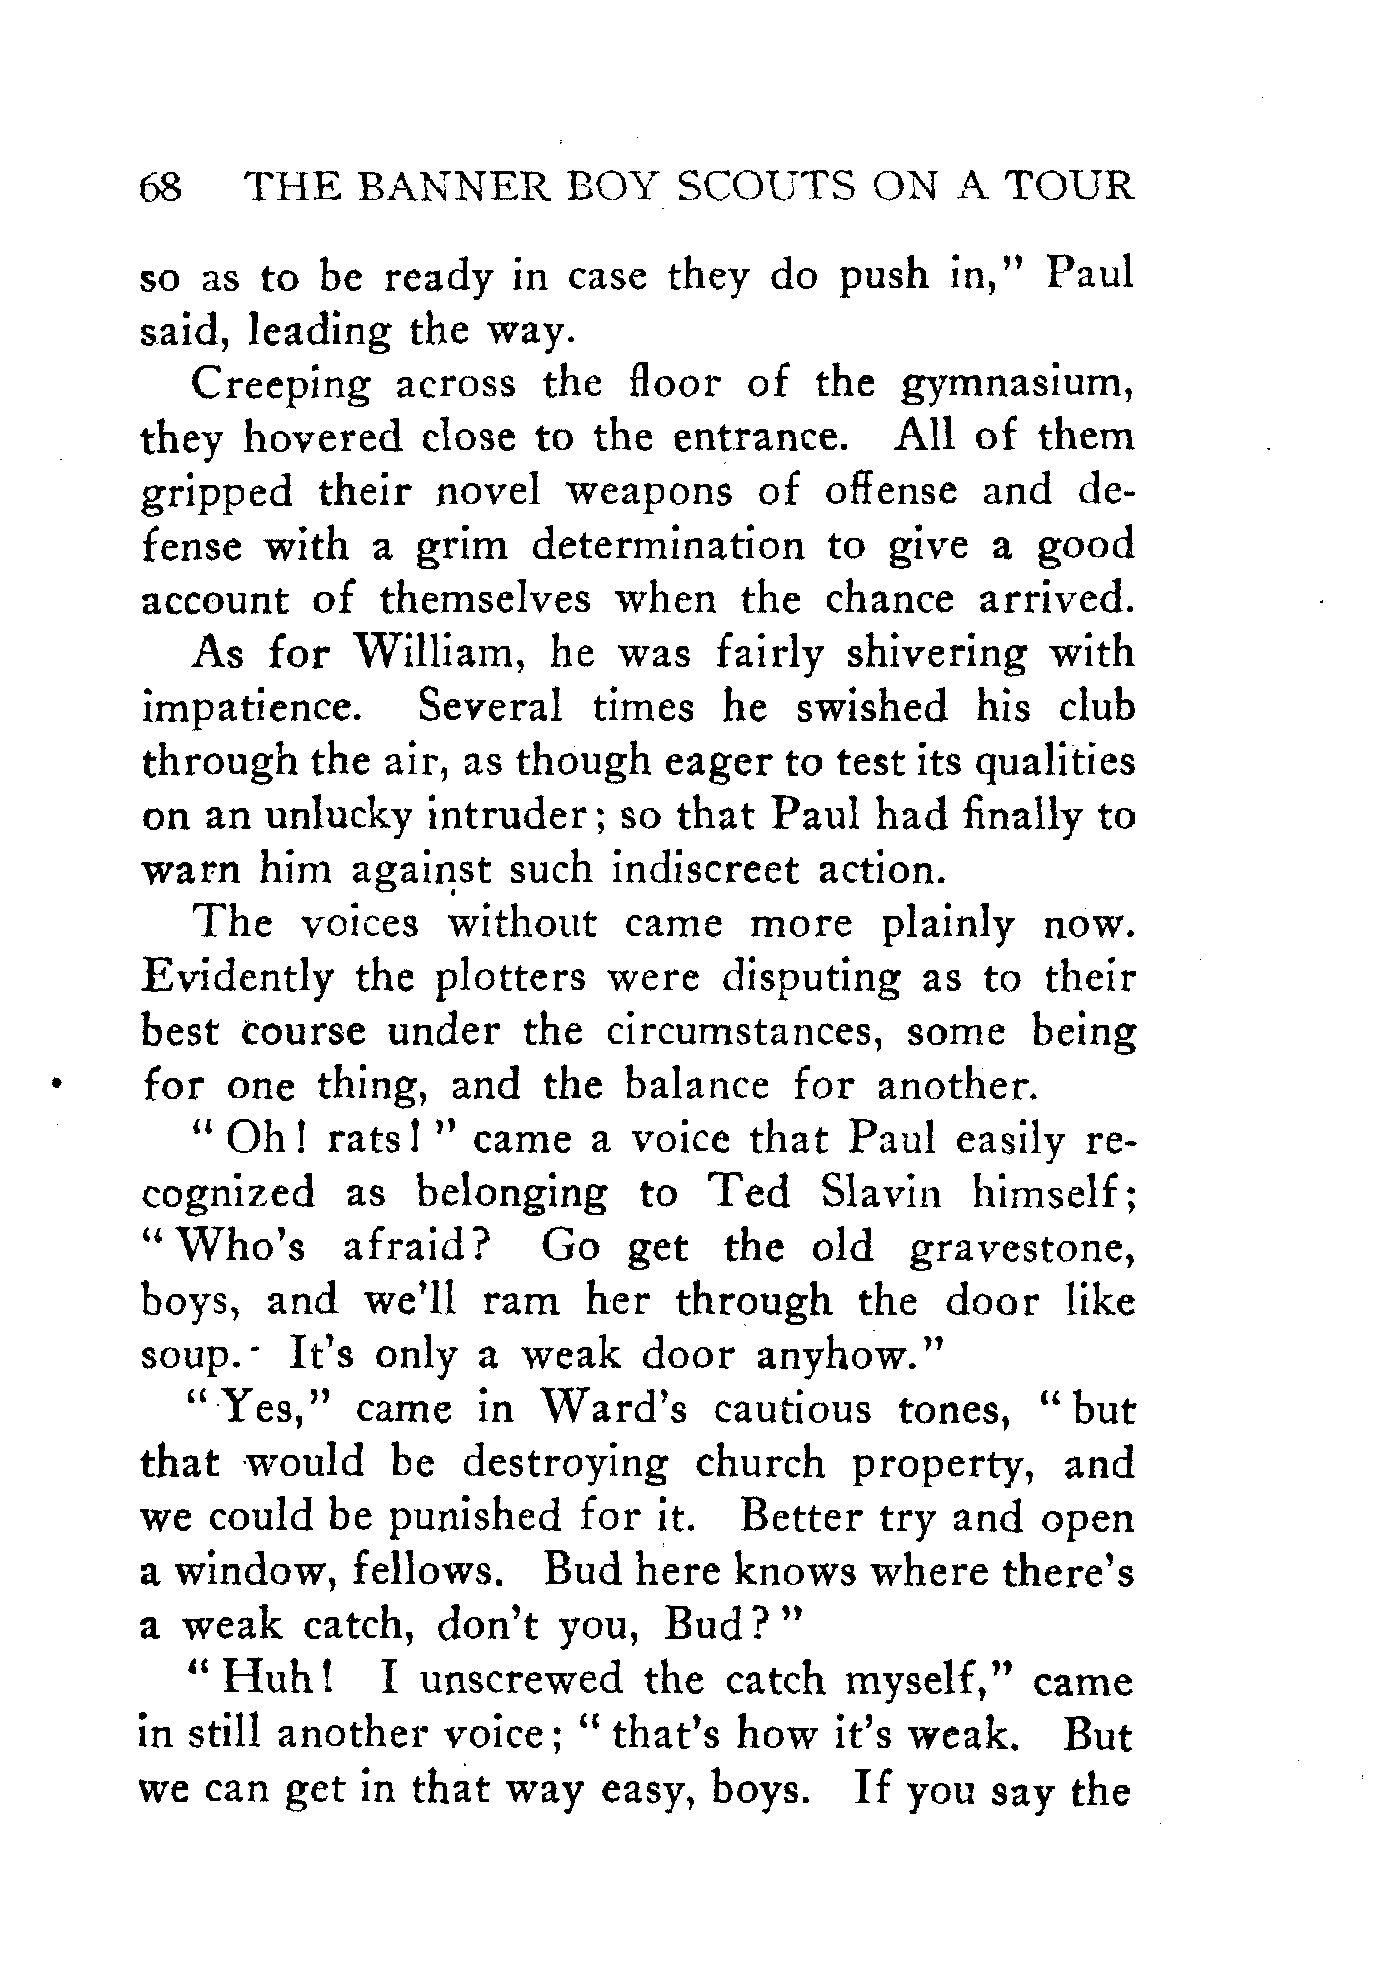 68 THE BANNER BOY SCOUTS ON A TOUR
so as to be ready in case they do push in," Paul
said, leading the way.
Creeping across the floor of the gymnasium,
they hovered close to the entrance. All of them
gripped their novel weapons of offense and de-
fense with a grim determination to give a good
account of themselves when the chance arrived.
As for William, he was fairly shivering with
impatience. Several times he swished his club
through the air, as though eager to test its qualities
on an unlucky intruder; so that Paul had finally to
warn him against such indiscreet action.
The voices without came more plainly now.
Evidently the plotters were disputing as to their
best course under the circumstances, some being
for one thing, and the balance for another.
"Oh! rats!" came a voice that Paul easily re-
cognized as belonging to Ted Slavin himself;
"Who's afraid? Go get the old gravestone,
boys, and we'll ram her through the door like
soup. It's only a weak door anyhow."
"Yes," came in Ward's cautious tones, "but
that would be destroying church property, and
we could be punished for it. Better try and open
a window, fellows. Bud here knows where there's
a weak catch, don't you, Bud?"
"Huh! I unscrewed the catch myself," came
in still another voice; "that's how it's weak. But
we can get in that way easy, boys. If you say the